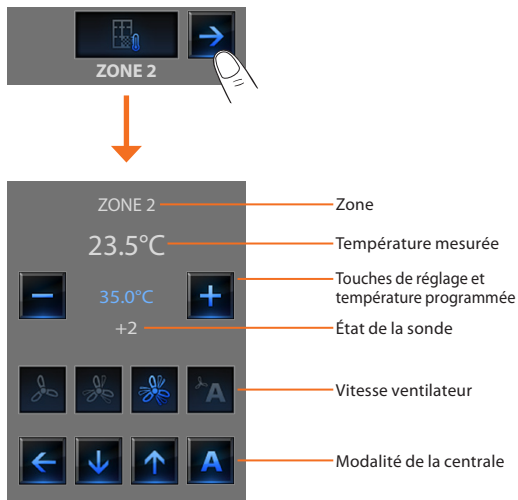 ZONE 2
ZONE 2
Zone
23.5°C
Température mesurée
35.0°C
Touches de réglage et
température programmée
+2
État de la sonde
A
Vitesse ventilateur
A
Modalité de la centrale